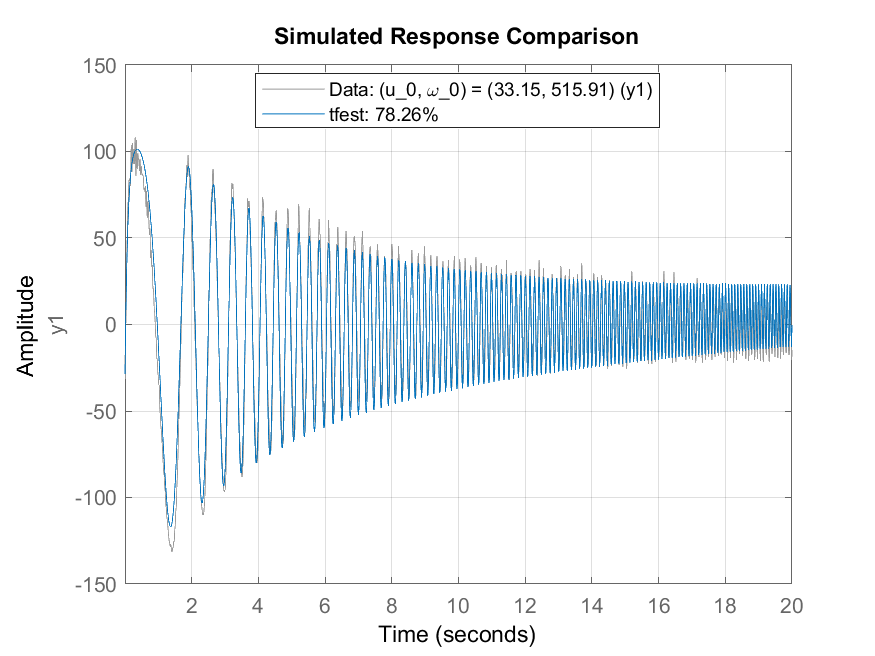 Simulated Response Comparison
Data: (u_0, ω_0) = (33.15, 515.91) (y1)
tfest: 78.26%
150
100
50
0
-50
-100
-150
Amplitude
y1
2 4 6 8 10 12 14 16 18 20
Time (seconds)